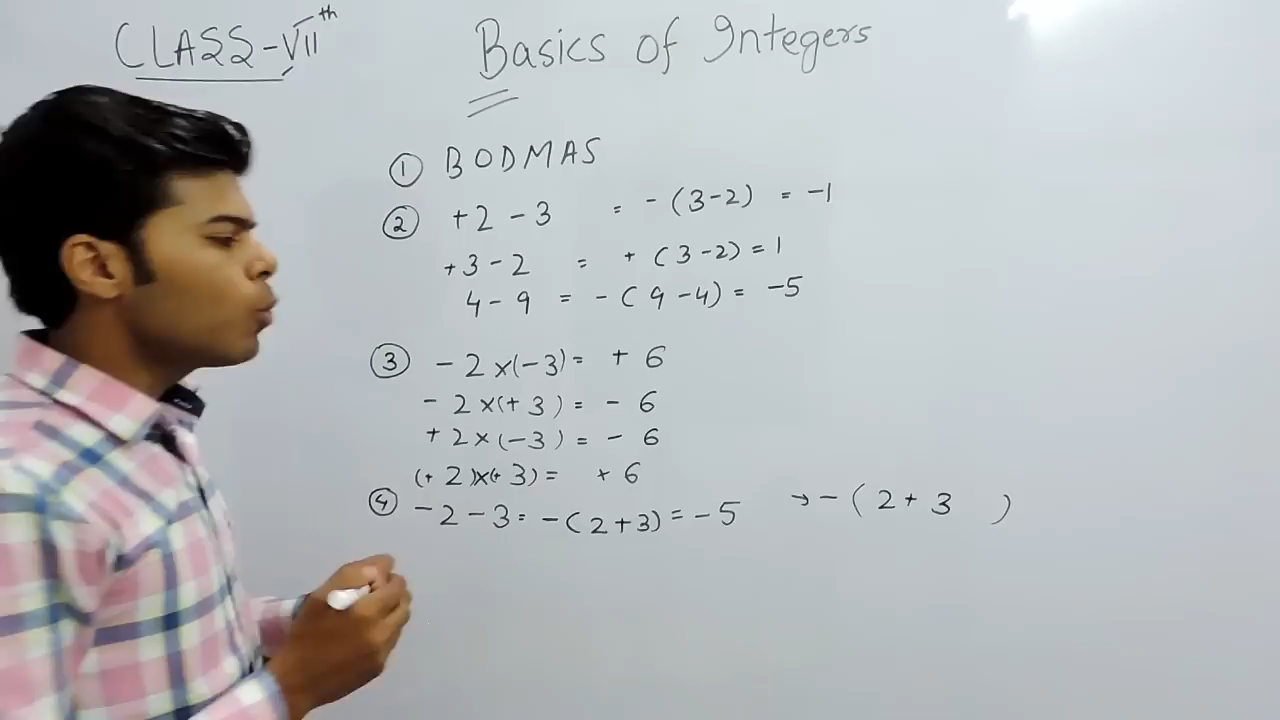 CLASS-VIIth
Basics of Integers
① BODMAS
② +2-3 = -(3-2) = -1
+3-2 = +(3-2)=1
4-9 = -(9-4)= -5
③ -2×(-3)= +6
-2×(+3)= -6
+2×(-3)= -6
(+2)×(+3)= +6
④ -2-3= -(2+3)= -5 → -(2+3 )